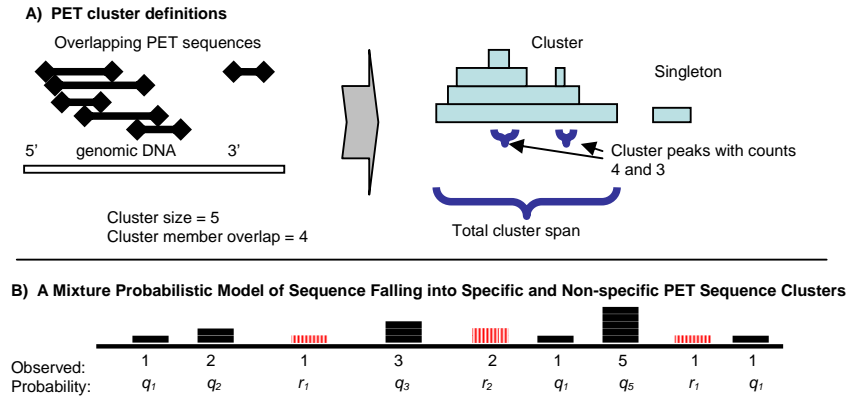 A) PET cluster definitions
Overlapping PET sequences
Cluster
Singleton
5’ genomic DNA 3’
Cluster peaks with counts
4 and 3
Cluster size = 5
Cluster member overlap = 4
Total cluster span
B) A Mixture Probabilistic Model of Sequence Falling into Specific and Non-specific PET Sequence Clusters
Observed: 1 2 1 3 2 1 5 1 1
Probability: q1 q2 r1 q3 r2 q1 q5 r1 q1